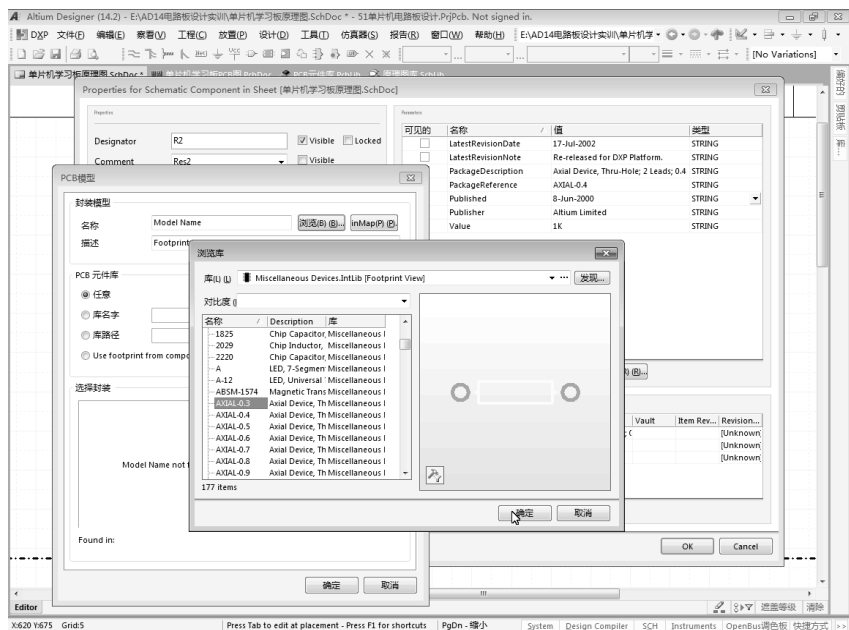 Altium Designer (14.2) - E:\AD14电路板设计实训\单片机学习板原理图.SchDoc * - 51单片机电路板设计.PrjPcb. Not signed in.
DXP 文件(F) 编辑(E) 察看(V) 工程(C) 放置(P) 设计(D) 工具(T) 仿真器(S) 报告(R) 窗口(W) 帮助(H) E:\AD14电路板设计实训\单片机学
[No Variations]
单片机学习板原理图.SchDoc * 单片机学习板PCB图.PcbDoc PCB元件库.PcbLib 原理图库.SchLib
Properties for Schematic Component in Sheet [单片机学习板原理图.SchDoc]
Properties
Parameters
Designator R2 Visible Locked
Comment Res2 Visible
可见的 名称 / 值 类型
LatestRevisionDate 17-Jul-2002 STRING
LatestRevisionNote Re-released for DXP Platform. STRING
PackageDescription Axial Device, Thru-Hole; 2 Leads; 0.4 STRING
PackageReference AXIAL-0.4 STRING
Published 8-Jun-2000 STRING
Publisher Altium Limited STRING
Value 1K STRING
PCB模型
封装模型
名称 Model Name 浏览(B) (B)... inMap(P) (P).
描述 Footprint
PCB 元件库
任意
库名字
库路径
Use footprint from compo
选择封装
Model Name not f
Found in:
确定 取消
浏览库
库(L) (L) Miscellaneous Devices.IntLib [Footprint View] ... 发现...
对比度 (
名称 / Description 库
1825 Chip Capacitor, Miscellaneous I
2029 Chip Inductor, Miscellaneous I
2220 Chip Capacitor, Miscellaneous I
A LED, 7-Segmen Miscellaneous I
A-12 LED, Universal Miscellaneous I
ABSM-1574 Magnetic Trans Miscellaneous I
AXIAL-0.3 Axial Device, Th Miscellaneous I
AXIAL-0.4 Axial Device, Th Miscellaneous I
AXIAL-0.5 Axial Device, Th Miscellaneous I
AXIAL-0.6 Axial Device, Th Miscellaneous I
AXIAL-0.7 Axial Device, Th Miscellaneous I
AXIAL-0.8 Axial Device, Th Miscellaneous I
AXIAL-0.9 Axial Device, Th Miscellaneous I
177 items
确定 取消
(R)...
Vault Item Rev... Revision...
[Unknown]
[Unknown]
[Unknown]
OK Cancel
Editor
遮盖等级 清除
X:620 Y:675 Grid:5 Press Tab to edit at placement - Press F1 for shortcuts PgDn - 缩小 System Design Compiler SCH Instruments OpenBus调色板 快捷方式 >>